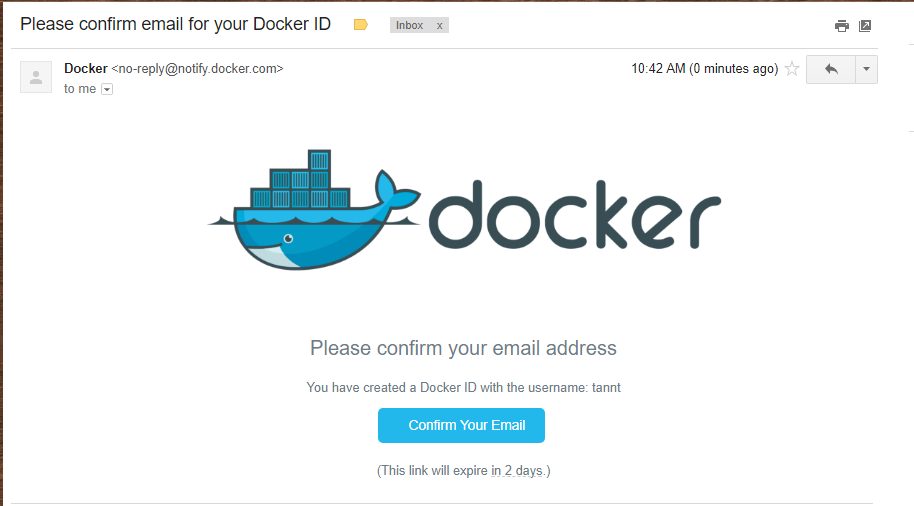 Please confirm email for your Docker ID Inbox x
Docker <no-reply@notify.docker.com> 10:42 AM (0 minutes ago)
to me
docker
Please confirm your email address
You have created a Docker ID with the username: tannt
Confirm Your Email
(This link will expire in 2 days.)